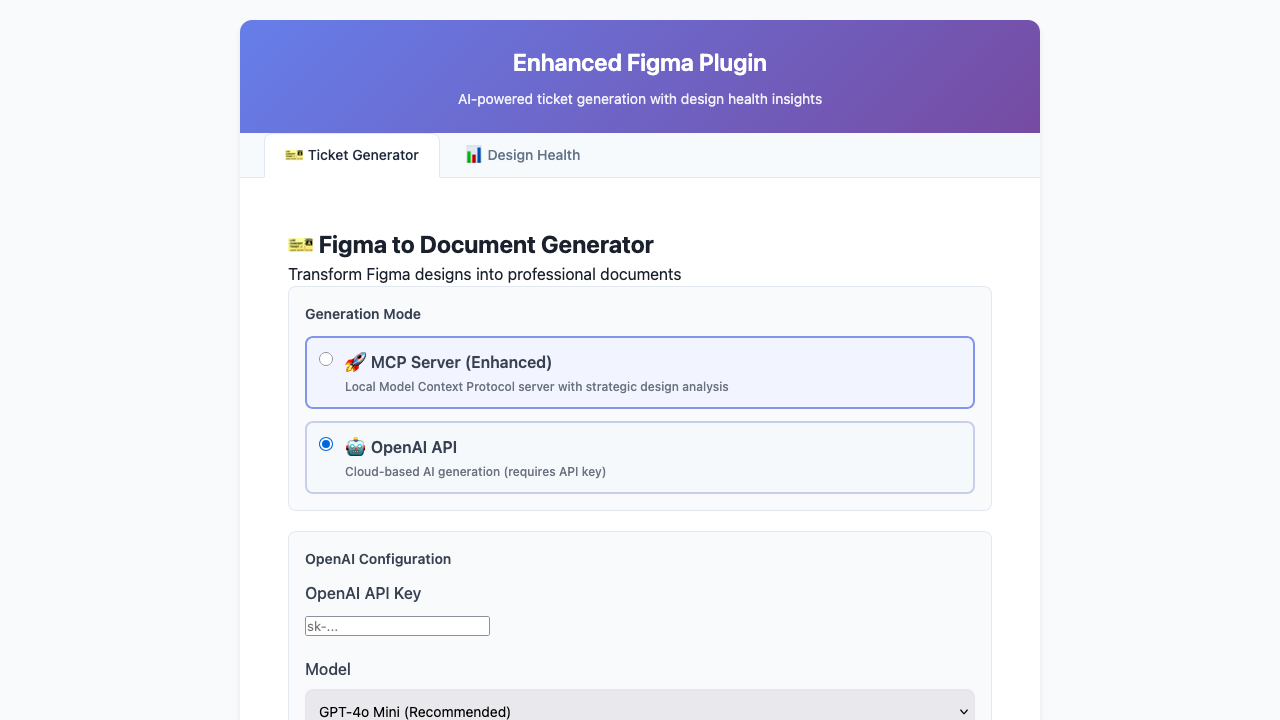 Enhanced Figma Plugin
AI-powered ticket generation with design health insights
🎫 Ticket Generator
📊 Design Health
🎫 Figma to Document Generator
Transform Figma designs into professional documents
Generation Mode
🚀 MCP Server (Enhanced)
Local Model Context Protocol server with strategic design analysis
🤖 OpenAI API
Cloud-based AI generation (requires API key)
OpenAI Configuration
OpenAI API Key
sk-...
Model
GPT-4o Mini (Recommended)